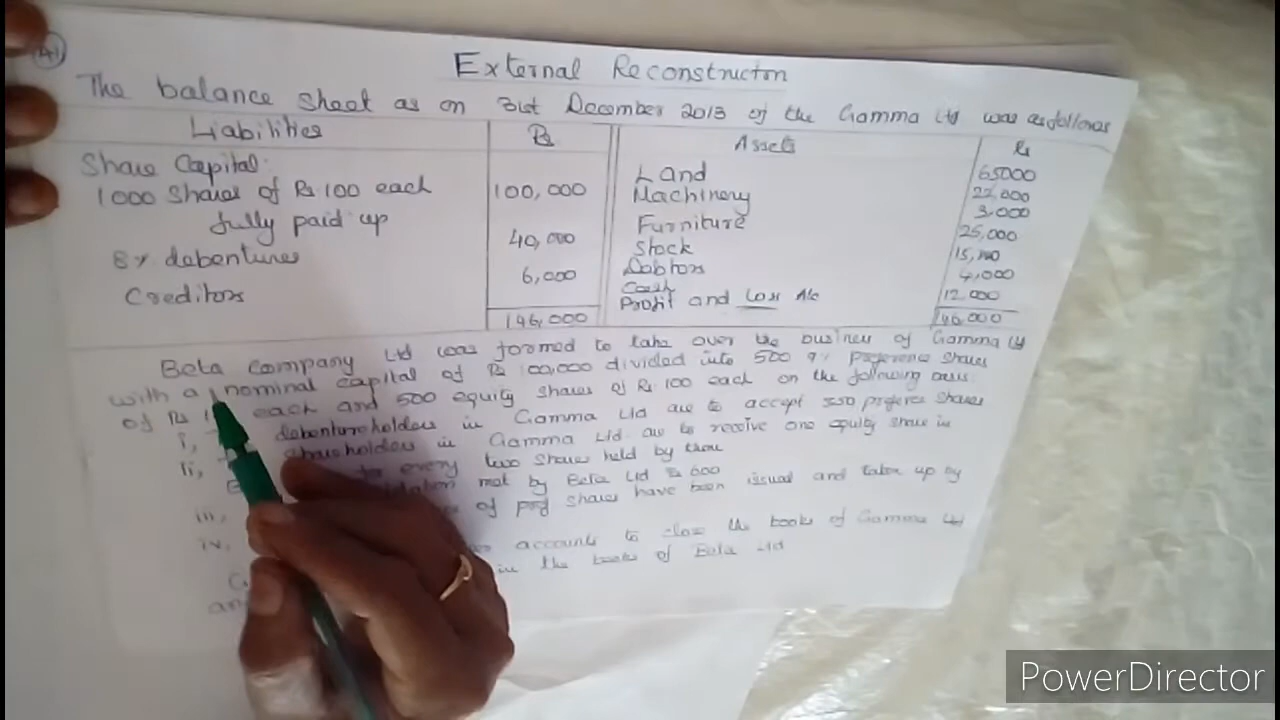 41
External Reconstructon
The balance sheet as on 31st December 2013 of the Gamma Ltd was as follows
Liabilities Rs Assets Rs
Share Capital:
1000 Shares of Rs 100 each 100,000
fully paid up
8% debentures 40,000
Creditors 6,000
146,000
Land 65000
Machinery 22,000
Furniture 3,000
Stock 25,000
Debtors 15,000
Cash 4,000
Profit and Loss A/c 12,000
146,000
Beta Company Ltd was formed to take over the business of Gamma Ltd
with a nominal capital of Rs 100,000 divided into 500 9% preference shares
of Rs each and 500 equity shares of Rs 100 each on the following basis
i, debentureholders in Gamma Ltd are to accept 350 preference shares
ii, shareholders in Gamma Ltd are to receive one equity share in
for every two shares held by them
iii, met by Beta Ltd Rs 600
iv, of pref shares have been issued and taken up by
accounts to close the books of Gamma Ltd
in the books of Beta Ltd
PowerDirector